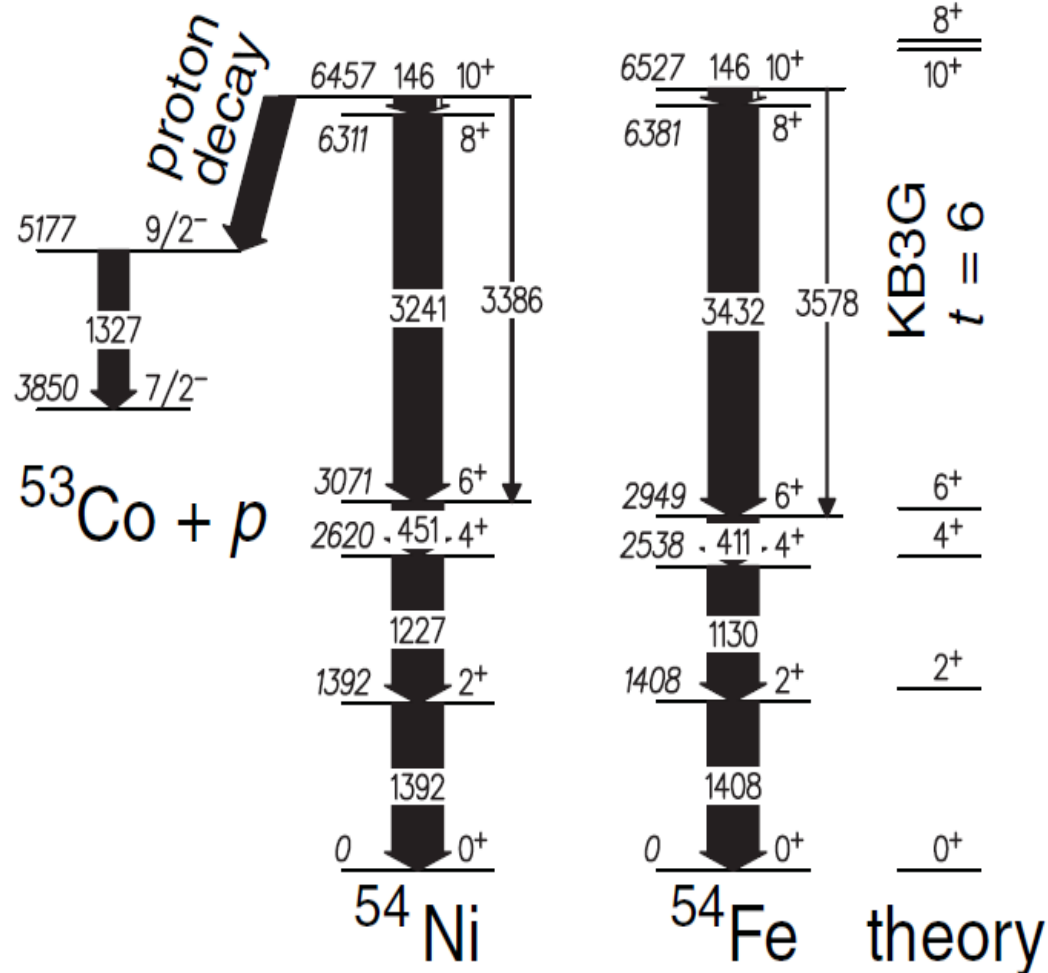 proton
decay
5177 9/2⁻
1327
3850 7/2⁻
⁵³Co + p
6457 146 10⁺
6311 8⁺
3241
3386
3071 6⁺
2620 451 4⁺
1227
1392 2⁺
1392
0 0⁺
⁵⁴Ni
6527 146 10⁺
6381 8⁺
3432
3578
2949 6⁺
2538 411 4⁺
1130
1408 2⁺
1408
0 0⁺
⁵⁴Fe
8⁺
10⁺
KB3G
t = 6
6⁺
4⁺
2⁺
0⁺
theory